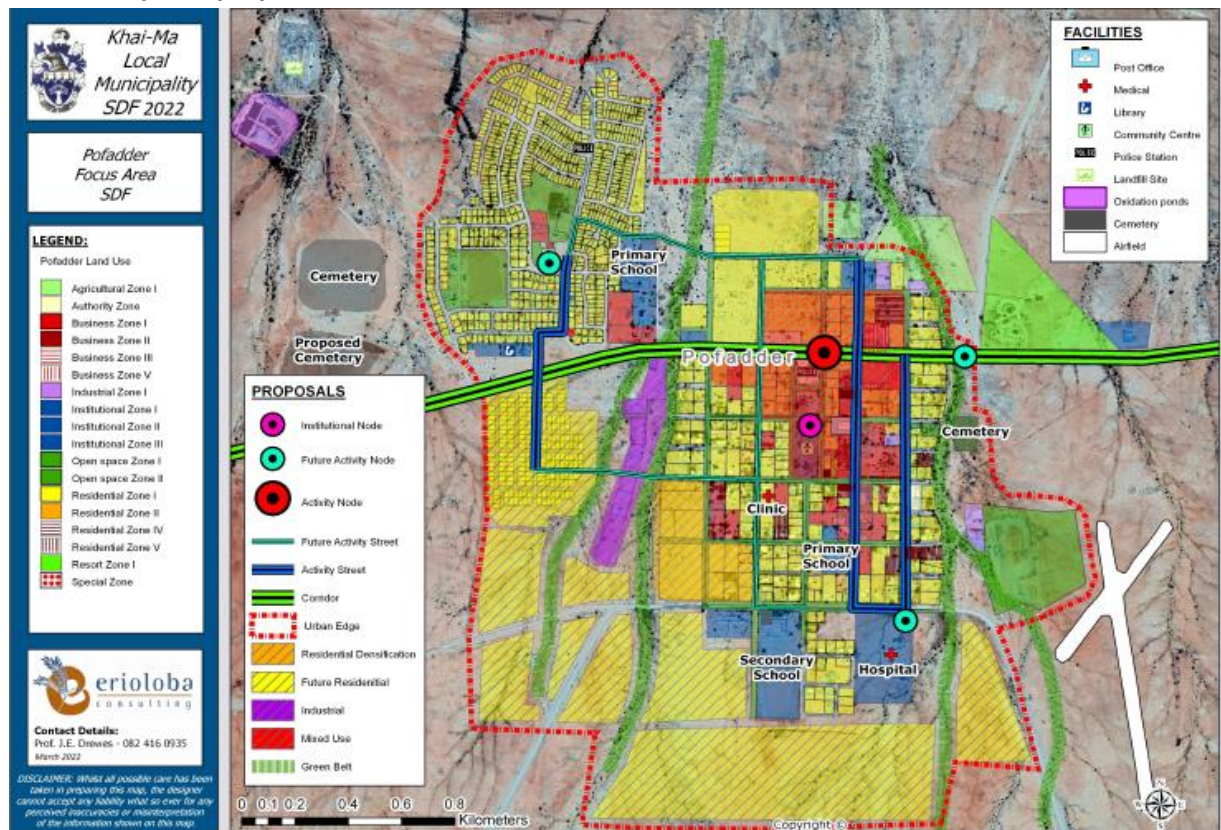 Khai-Ma
Local
Municipality
SDF 2022
Pofadder
Focus Area
SDF
LEGEND:
Pofadder Land Use
Agricultural Zone I
Authority Zone
Business Zone I
Business Zone II
Business Zone III
Business Zone V
Industrial Zone I
Institutional Zone I
Institutional Zone II
Institutional Zone III
Open space Zone I
Open space Zone II
Residential Zone I
Residential Zone II
Residential Zone IV
Residential Zone V
Resort Zone I
Special Zone
erioloba
consulting
Contact Details:
Prof. J.E. Drewes - 082 416 0935
March 2022
DISCLAIMER: Whilst all possible care has been
taken in preparing this map, the designer
cannot accept any liability what so ever for any
perceived inaccuracies or misinterpretation
of the information shown on this map.
FACILITIES
Post Office
Medical
Library
Community Centre
POLICE
Police Station
Landfill Site
Oxidation ponds
Cemetery
Airfield
POLICE
Primary
School
Cemetery
Proposed
Cemetery
Pofadder
POLICE
Cemetery
Clinic
Primary
School
Secondary
School
Hospital
PROPOSALS
Institutional Node
Future Activity Node
Activity Node
Future Activity Street
Activity Street
Corridor
Urban Edge
Residential Densification
Future Residential
Industrial
Mixed Use
Green Belt
0 0.1 0.2 0.4 0.6 0.8
Kilometers
Copyright ©
N
W E
S